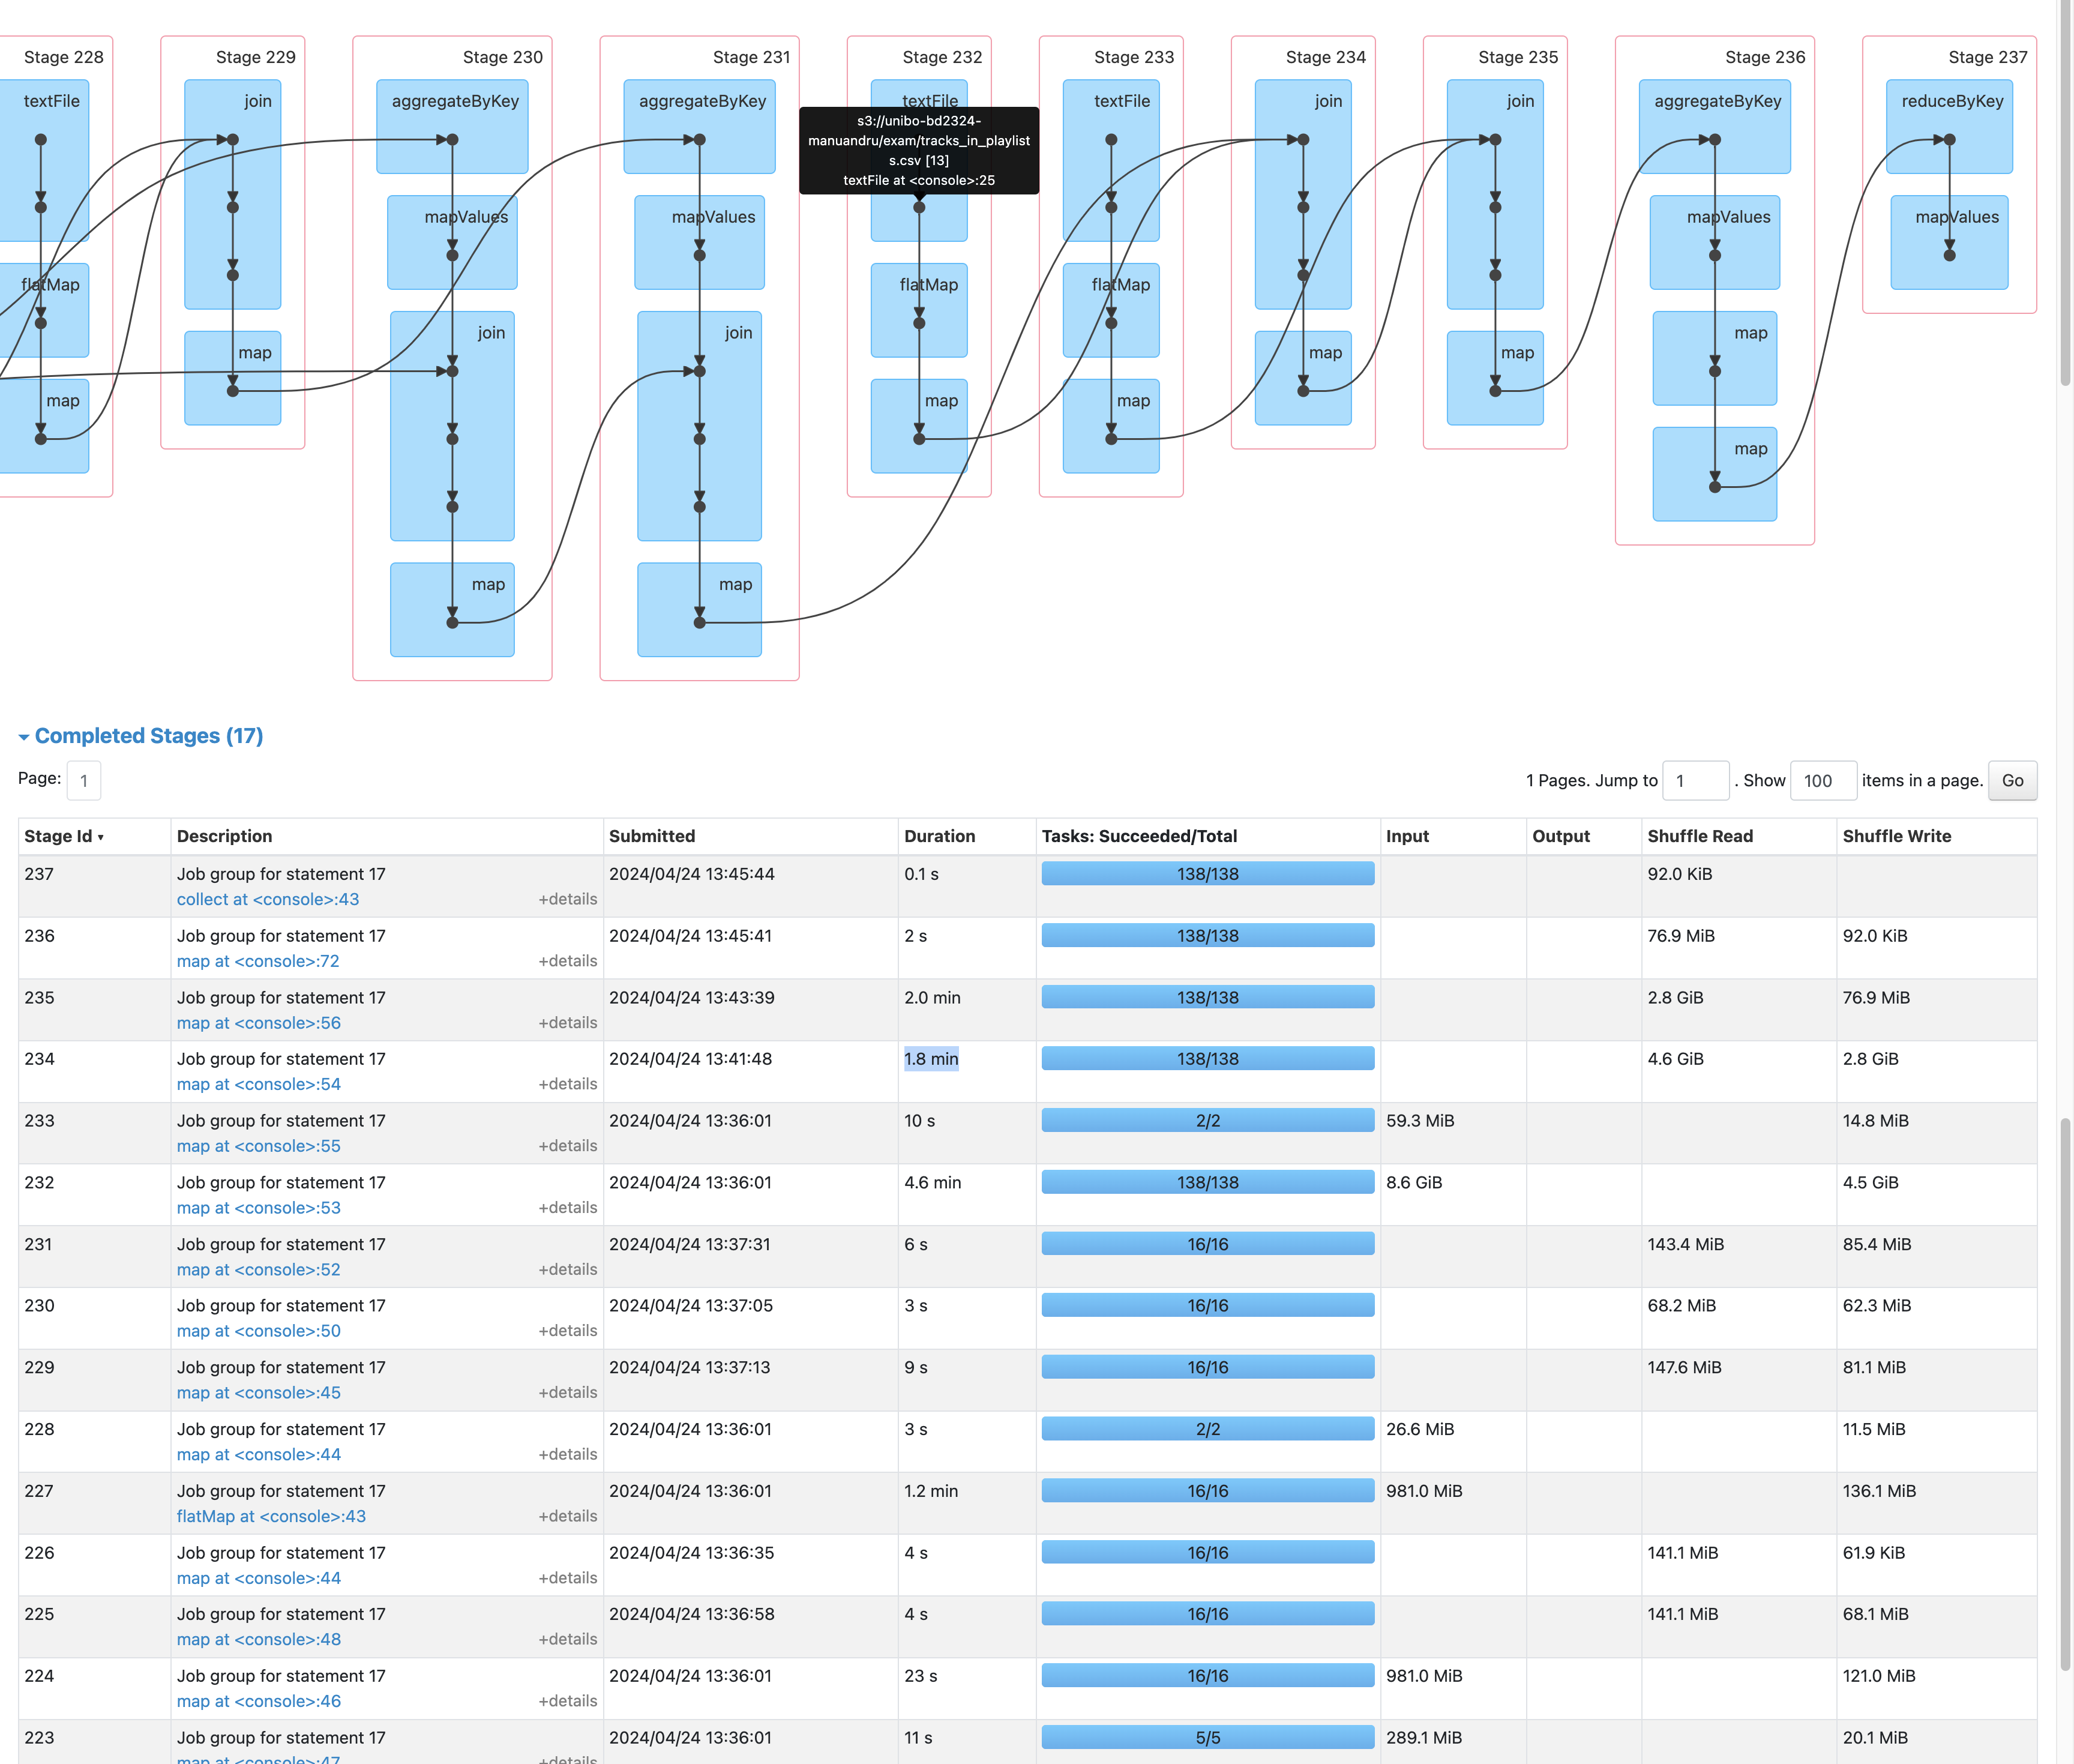 Stage 228
Stage 229
Stage 230
Stage 231
Stage 232
Stage 233
Stage 234
Stage 235
Stage 236
Stage 237
textFile
join
aggregateByKey
aggregateByKey
textFile
textFile
join
join
aggregateByKey
reduceByKey
s3://unibo-bd2324-
manuandru/exam/tracks_in_playlist
s.csv [13]
textFile at <console>:25
mapValues
mapValues
mapValues
mapValues
flatMap
flatMap
flatMap
join
join
map
map
map
map
map
map
map
map
map
map
map
Completed Stages (17)
Page: 1
1 Pages. Jump to 1 . Show 100 items in a page. Go
Stage Id Description Submitted Duration Tasks: Succeeded/Total Input Output Shuffle Read Shuffle Write
237 Job group for statement 17 2024/04/24 13:45:44 0.1 s 138/138 92.0 KiB
collect at <console>:43 +details
236 Job group for statement 17 2024/04/24 13:45:41 2 s 138/138 76.9 MiB 92.0 KiB
map at <console>:72 +details
235 Job group for statement 17 2024/04/24 13:43:39 2.0 min 138/138 2.8 GiB 76.9 MiB
map at <console>:56 +details
234 Job group for statement 17 2024/04/24 13:41:48 1.8 min 138/138 4.6 GiB 2.8 GiB
map at <console>:54 +details
233 Job group for statement 17 2024/04/24 13:36:01 10 s 2/2 59.3 MiB 14.8 MiB
map at <console>:55 +details
232 Job group for statement 17 2024/04/24 13:36:01 4.6 min 138/138 8.6 GiB 4.5 GiB
map at <console>:53 +details
231 Job group for statement 17 2024/04/24 13:37:31 6 s 16/16 143.4 MiB 85.4 MiB
map at <console>:52 +details
230 Job group for statement 17 2024/04/24 13:37:05 3 s 16/16 68.2 MiB 62.3 MiB
map at <console>:50 +details
229 Job group for statement 17 2024/04/24 13:37:13 9 s 16/16 147.6 MiB 81.1 MiB
map at <console>:45 +details
228 Job group for statement 17 2024/04/24 13:36:01 3 s 2/2 26.6 MiB 11.5 MiB
map at <console>:44 +details
227 Job group for statement 17 2024/04/24 13:36:01 1.2 min 16/16 981.0 MiB 136.1 MiB
flatMap at <console>:43 +details
226 Job group for statement 17 2024/04/24 13:36:35 4 s 16/16 141.1 MiB 61.9 KiB
map at <console>:44 +details
225 Job group for statement 17 2024/04/24 13:36:58 4 s 16/16 141.1 MiB 68.1 MiB
map at <console>:48 +details
224 Job group for statement 17 2024/04/24 13:36:01 23 s 16/16 981.0 MiB 121.0 MiB
map at <console>:46 +details
223 Job group for statement 17 2024/04/24 13:36:01 11 s 5/5 289.1 MiB 20.1 MiB
map at <console>:47 +details